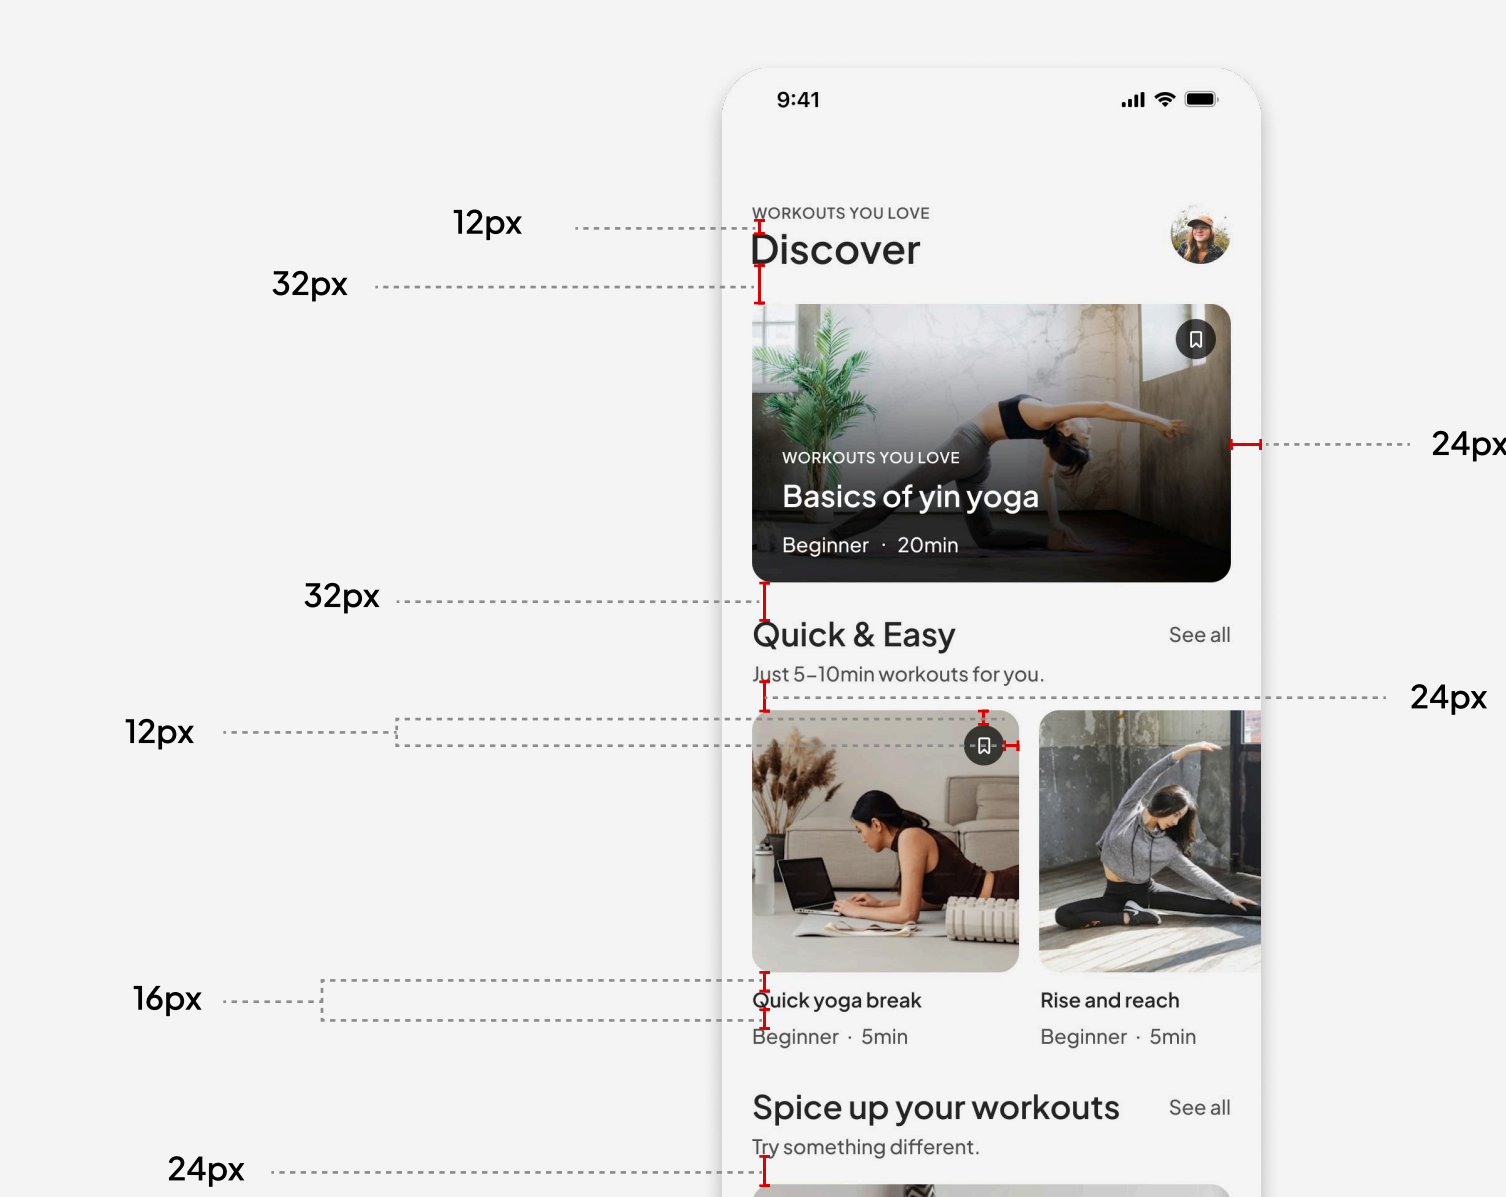 9:41
12px
WORKOUTS YOU LOVE
Discover
32px
24px
WORKOUTS YOU LOVE
Basics of yin yoga
Beginner · 20min
32px
Quick & Easy
See all
Just 5–10min workouts for you.
24px
12px
16px
Quick yoga break
Rise and reach
Beginner · 5min
Beginner · 5min
Spice up your workouts
See all
Try something different.
24px